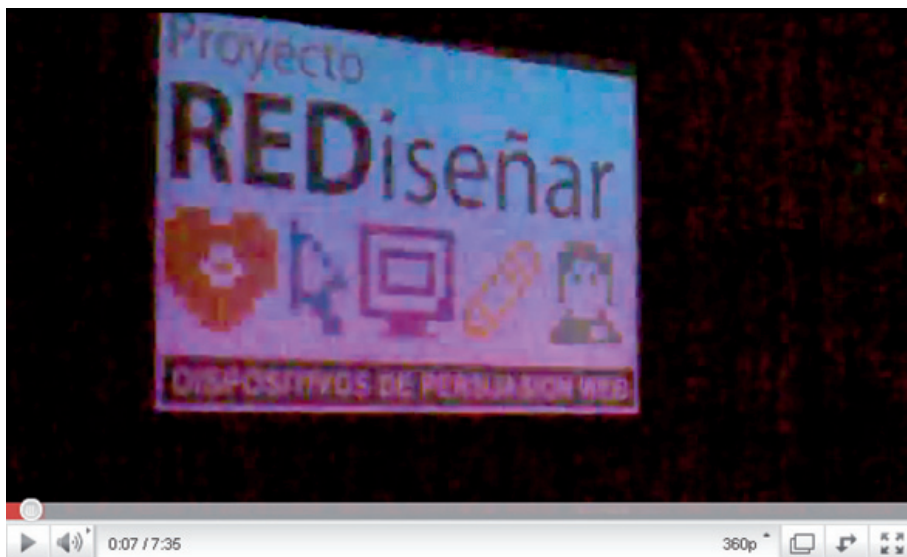 Proyecto
REDiseñar
DISPOSITIVOS DE PERSUASION WEB
0:07 / 7:35
360p